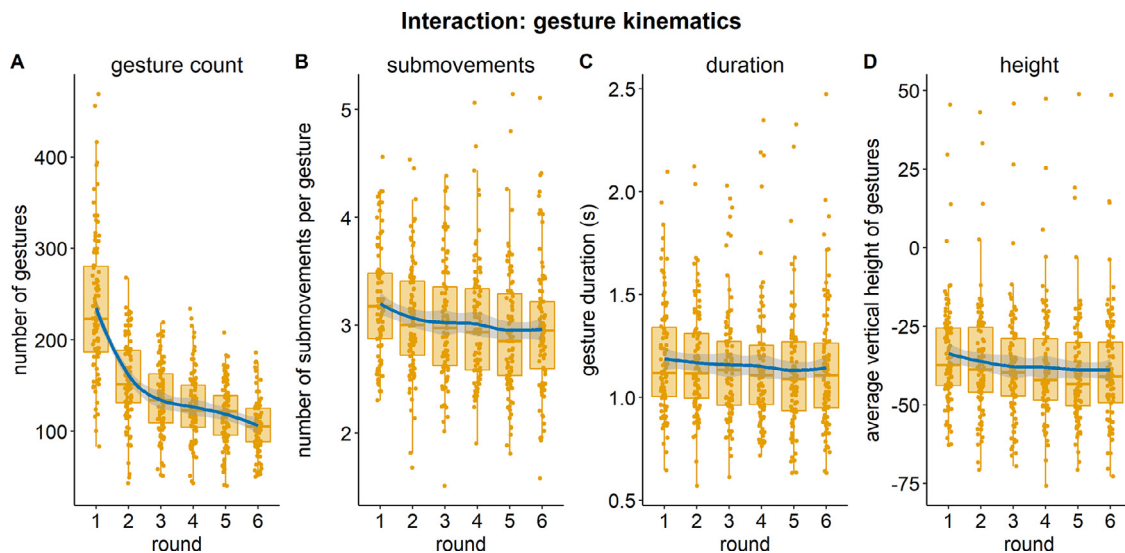 Interaction: gesture kinematics
A gesture count
number of gestures
400
300
200
100
1 2 3 4 5 6
round
B submovements
number of submovements per gesture
5
4
3
2
1 2 3 4 5 6
round
C duration
gesture duration (s)
2.5
2.0
1.5
1.0
0.5
1 2 3 4 5 6
round
D height
average vertical height of gestures
50
25
0
-25
-50
-75
1 2 3 4 5 6
round